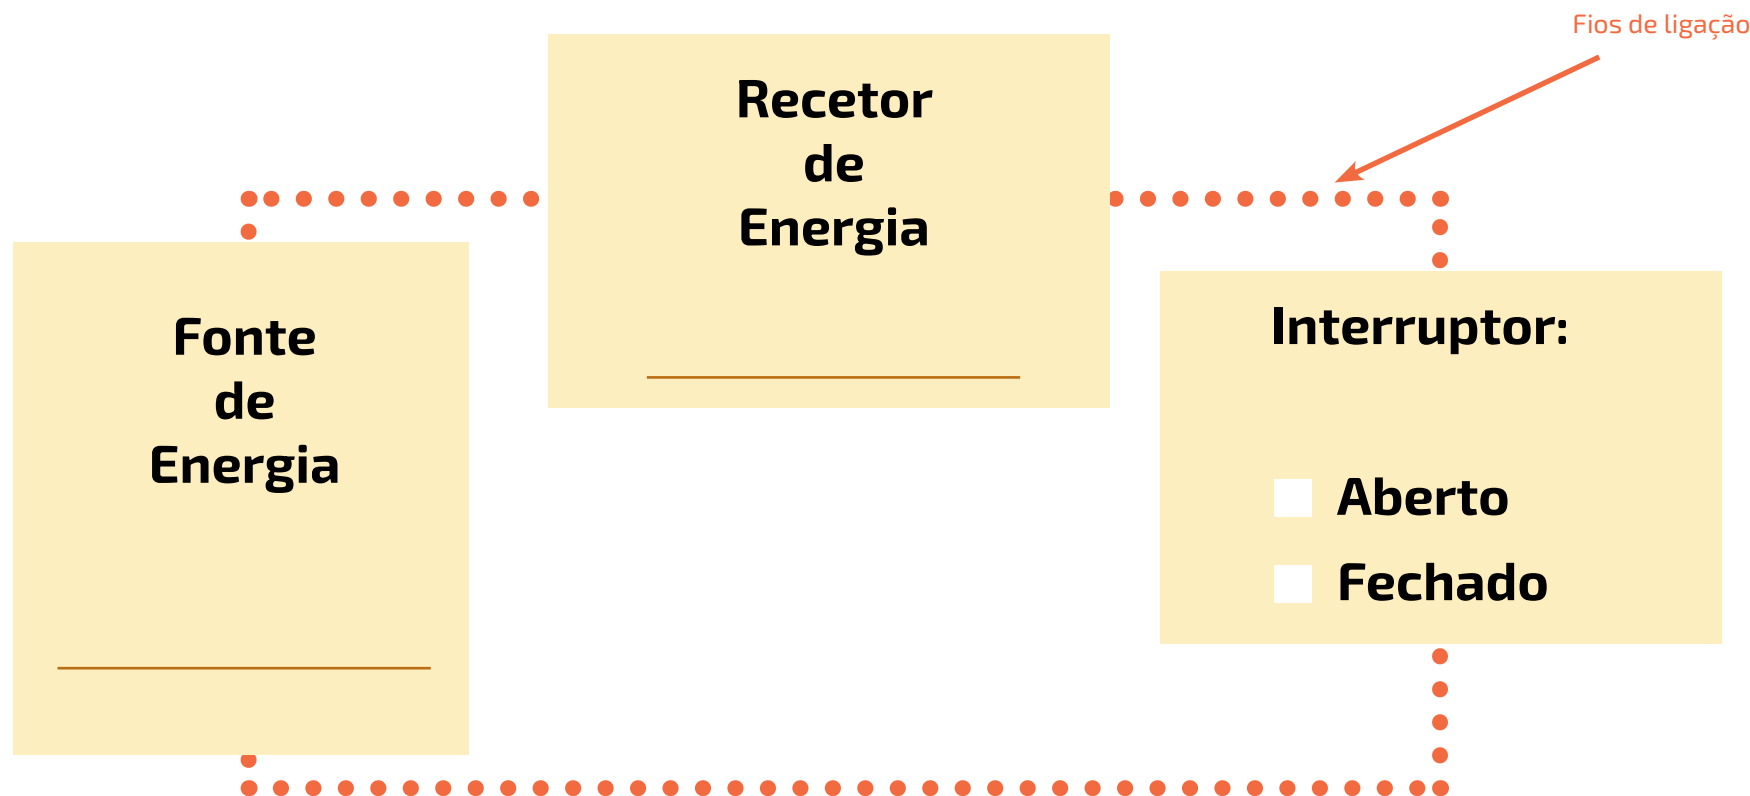 Fios de ligação
Recetor
de
Energia
Fonte
de
Energia
Interruptor:
Aberto
Fechado